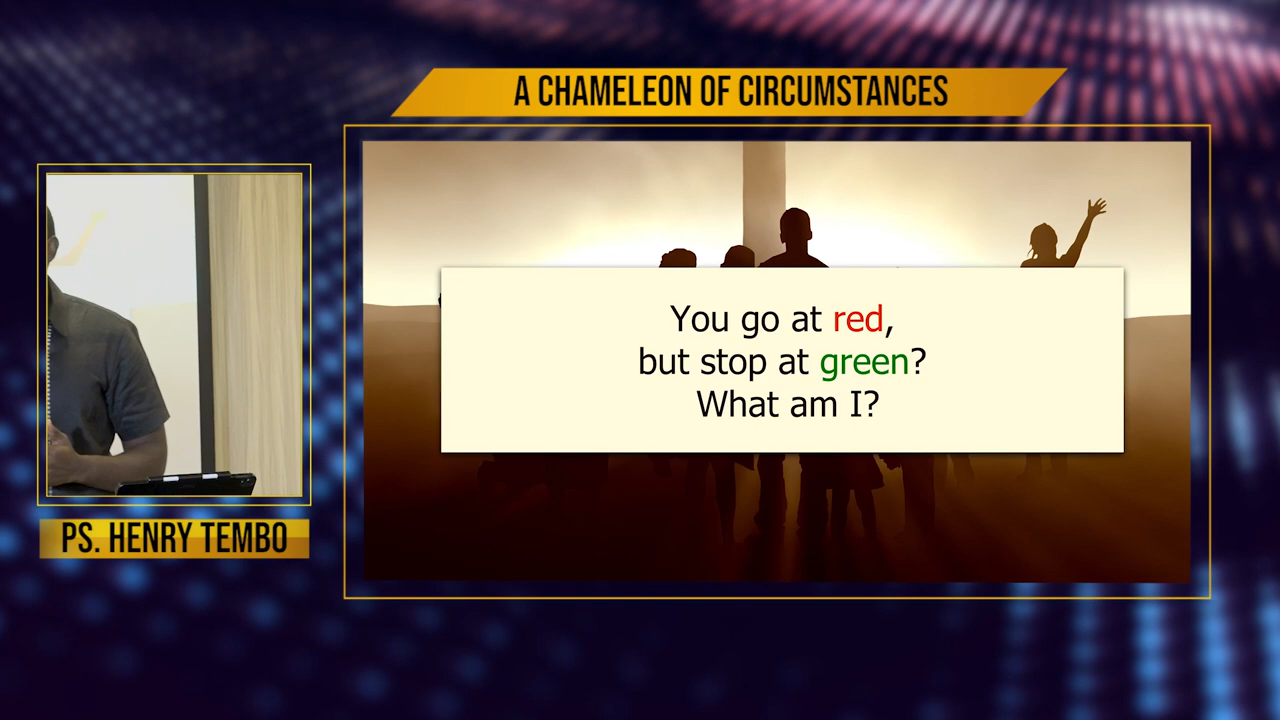 A CHAMELEON OF CIRCUMSTANCES
You go at red,
but stop at green?
What am I?
PS. HENRY TEMBO